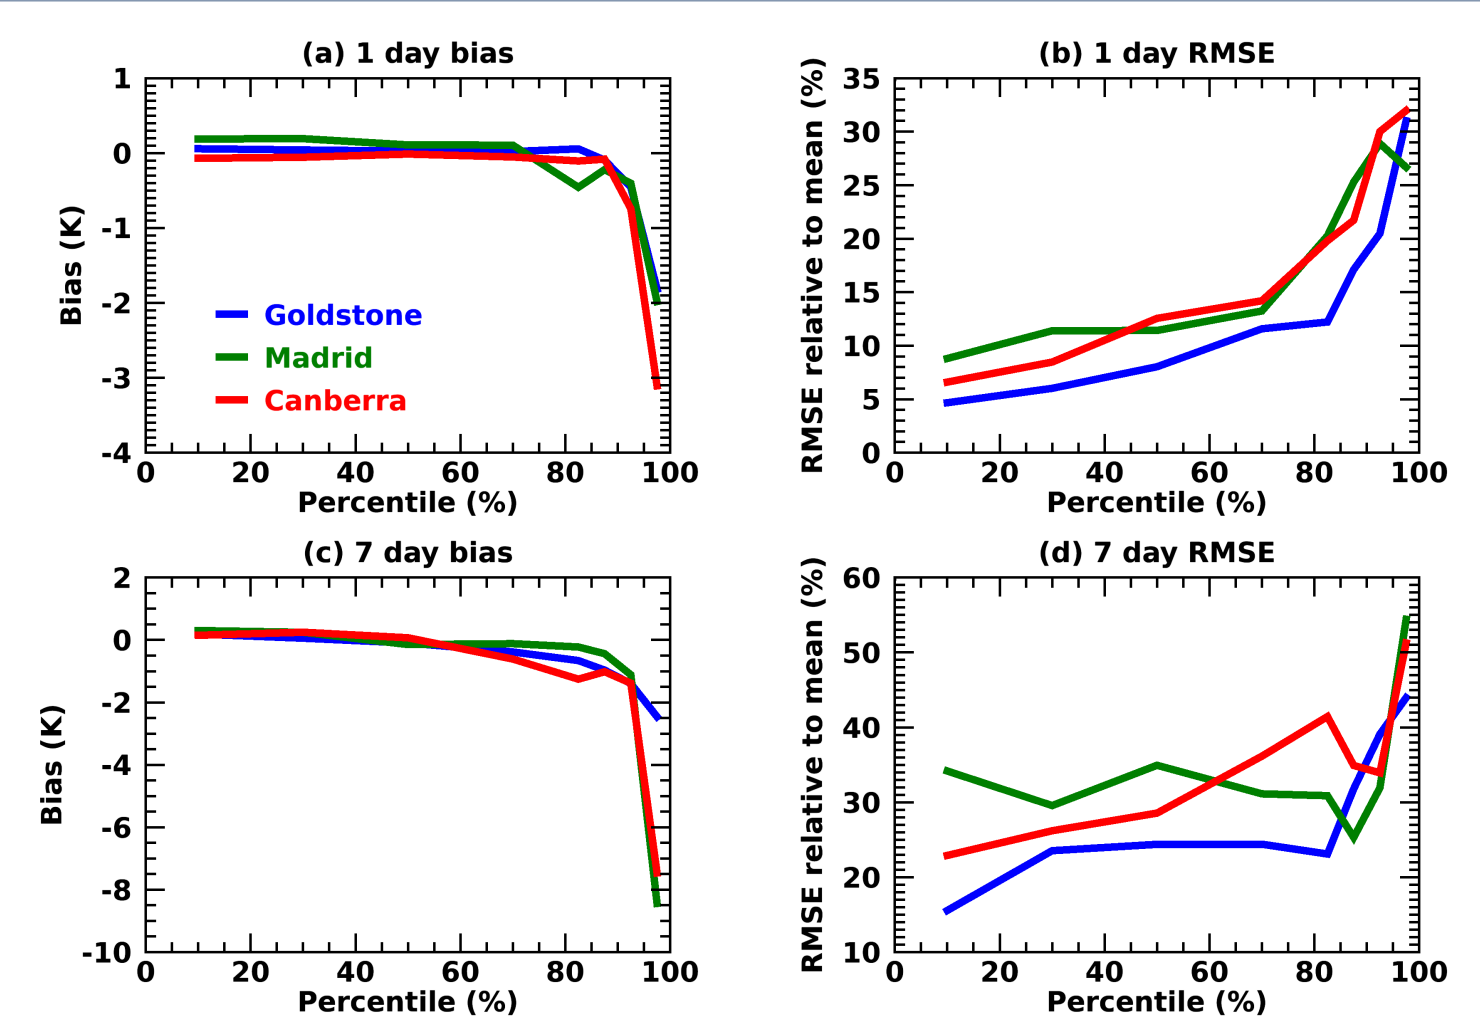 (a) 1 day bias
1
0
-1
-2
-3
-4
Bias (K)
Goldstone
Madrid
Canberra
0 20 40 60 80 100
Percentile (%)
(b) 1 day RMSE
35
30
25
20
15
10
5
0
RMSE relative to mean (%)
0 20 40 60 80 100
Percentile (%)
(c) 7 day bias
2
0
-2
-4
-6
-8
-10
Bias (K)
0 20 40 60 80 100
Percentile (%)
(d) 7 day RMSE
60
50
40
30
20
10
RMSE relative to mean (%)
0 20 40 60 80 100
Percentile (%)